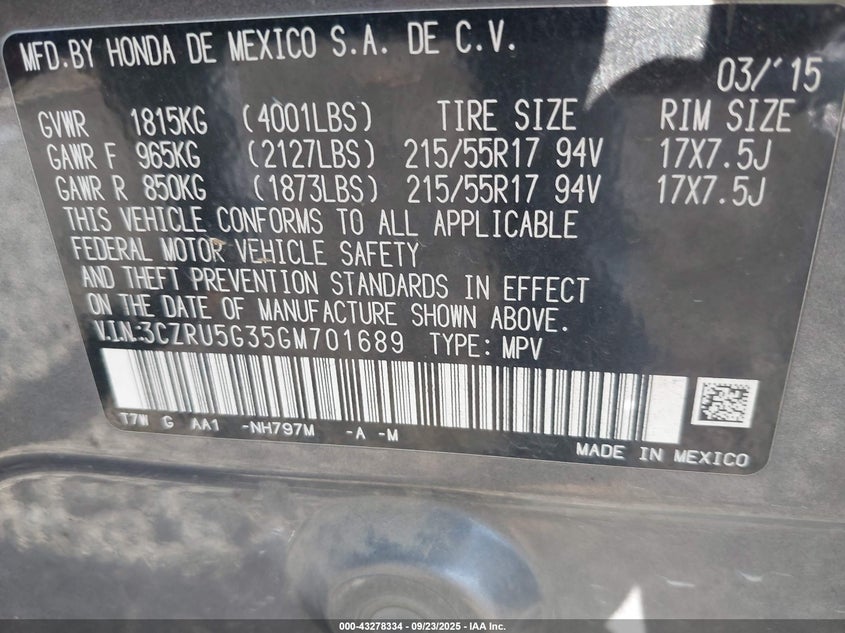 MFD.BY HONDA DE MEXICO S.A. DE C.V.
03/'15
GVWR 1815KG (4001LBS) TIRE SIZE RIM SIZE
GAWR F 965KG (2127LBS) 215/55R17 94V 17X7.5J
GAWR R 850KG (1873LBS) 215/55R17 94V 17X7.5J
THIS VEHICLE CONFORMS TO ALL APPLICABLE
FEDERAL MOTOR VEHICLE SAFETY
AND THEFT PREVENTION STANDARDS IN EFFECT
ON THE DATE OF MANUFACTURE SHOWN ABOVE.
V.I.N.:3CZRU5G35GM701689 TYPE: MPV
T7W G AA1 -NH797M -A -M
MADE IN MEXICO
000-43278334 - 09/23/2025 - IAA Inc.